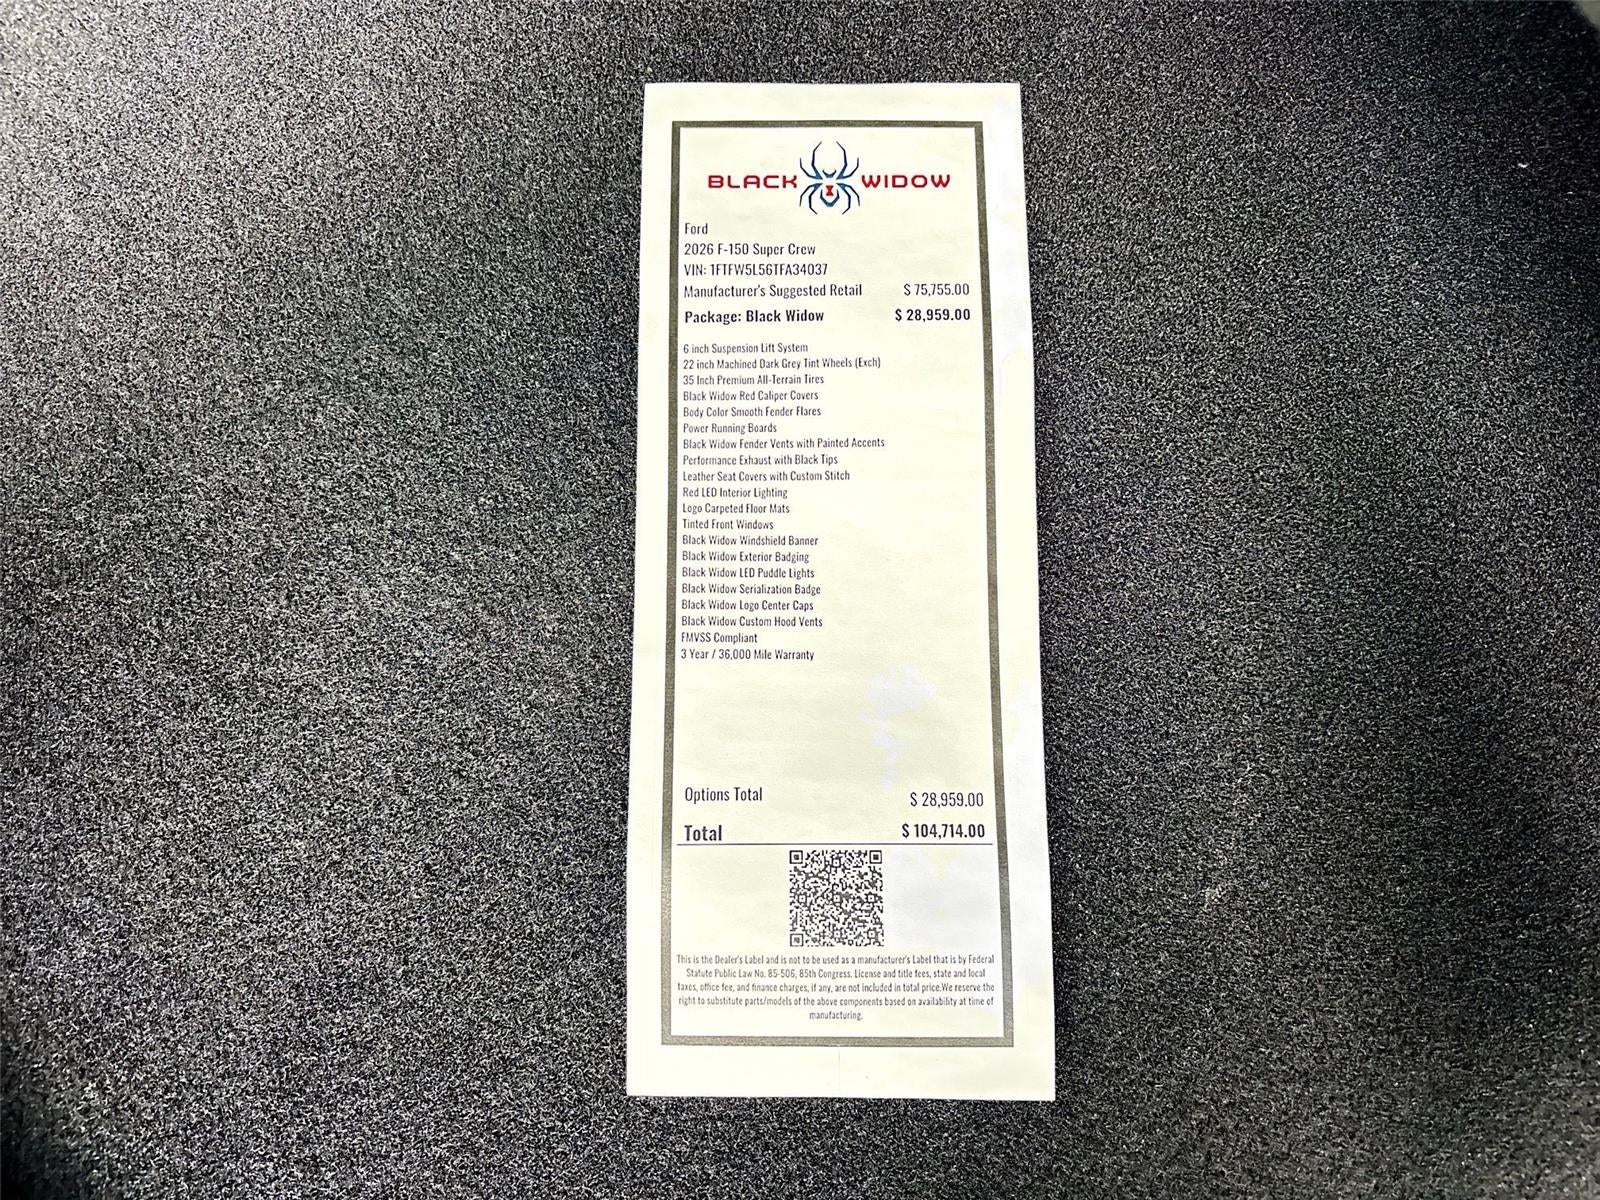 BLACK WIDOW
Ford
2026 F-150 Super Crew
VIN: 1FTFW5L56TFA34037
Manufacturer's Suggested Retail $ 75,755.00
Package: Black Widow $ 28,959.00
6 inch Suspension Lift System
22 inch Machined Dark Grey Tint Wheels (Exch)
35 Inch Premium All-Terrain Tires
Black Widow Red Caliper Covers
Body Color Smooth Fender Flares
Power Running Boards
Black Widow Fender Vents with Painted Accents
Performance Exhaust with Black Tips
Leather Seat Covers with Custom Stitch
Red LED Interior Lighting
Logo Carpeted Floor Mats
Tinted Front Windows
Black Widow Windshield Banner
Black Widow Exterior Badging
Black Widow LED Puddle Lights
Black Widow Serialization Badge
Black Widow Logo Center Caps
Black Widow Custom Hood Vents
FMVSS Compliant
3 Year / 36,000 Mile Warranty
Options Total $ 28,959.00
Total $ 104,714.00
This is the Dealer's Label and is not to be used as a manufacturer's Label that is by Federal
Statute Public Law No. 85-506, 85th Congress. License and title fees, state and local
taxes, office fee, and finance charges, if any, are not included in total price.We reserve the
right to substitute parts/models of the above components based on availability at time of
manufacturing.